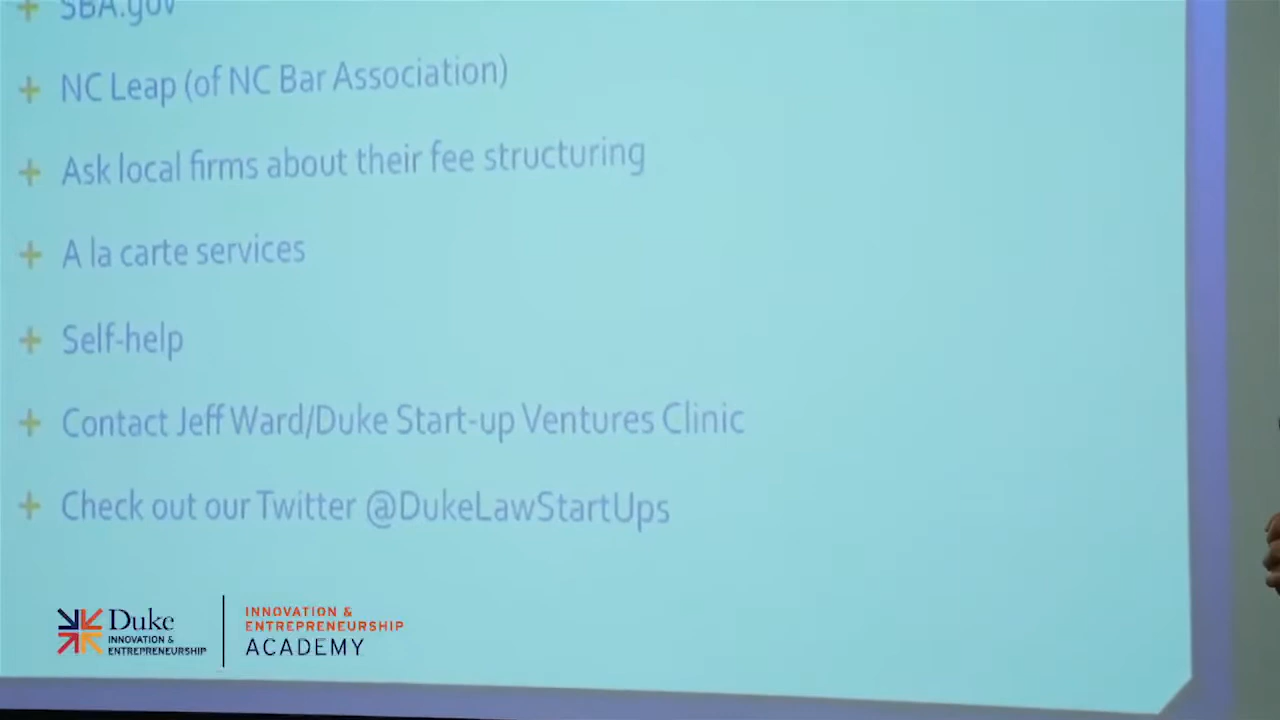 + SBA.gov
+ NC Leap (of NC Bar Association)
+ Ask local firms about their fee structuring
+ A la carte services
+ Self-help
+ Contact Jeff Ward/Duke Start-up Ventures Clinic
+ Check out our Twitter @DukeLawStartUps
Duke
INNOVATION &
ENTREPRENEURSHIP
INNOVATION &
ENTREPRENEURSHIP
ACADEMY